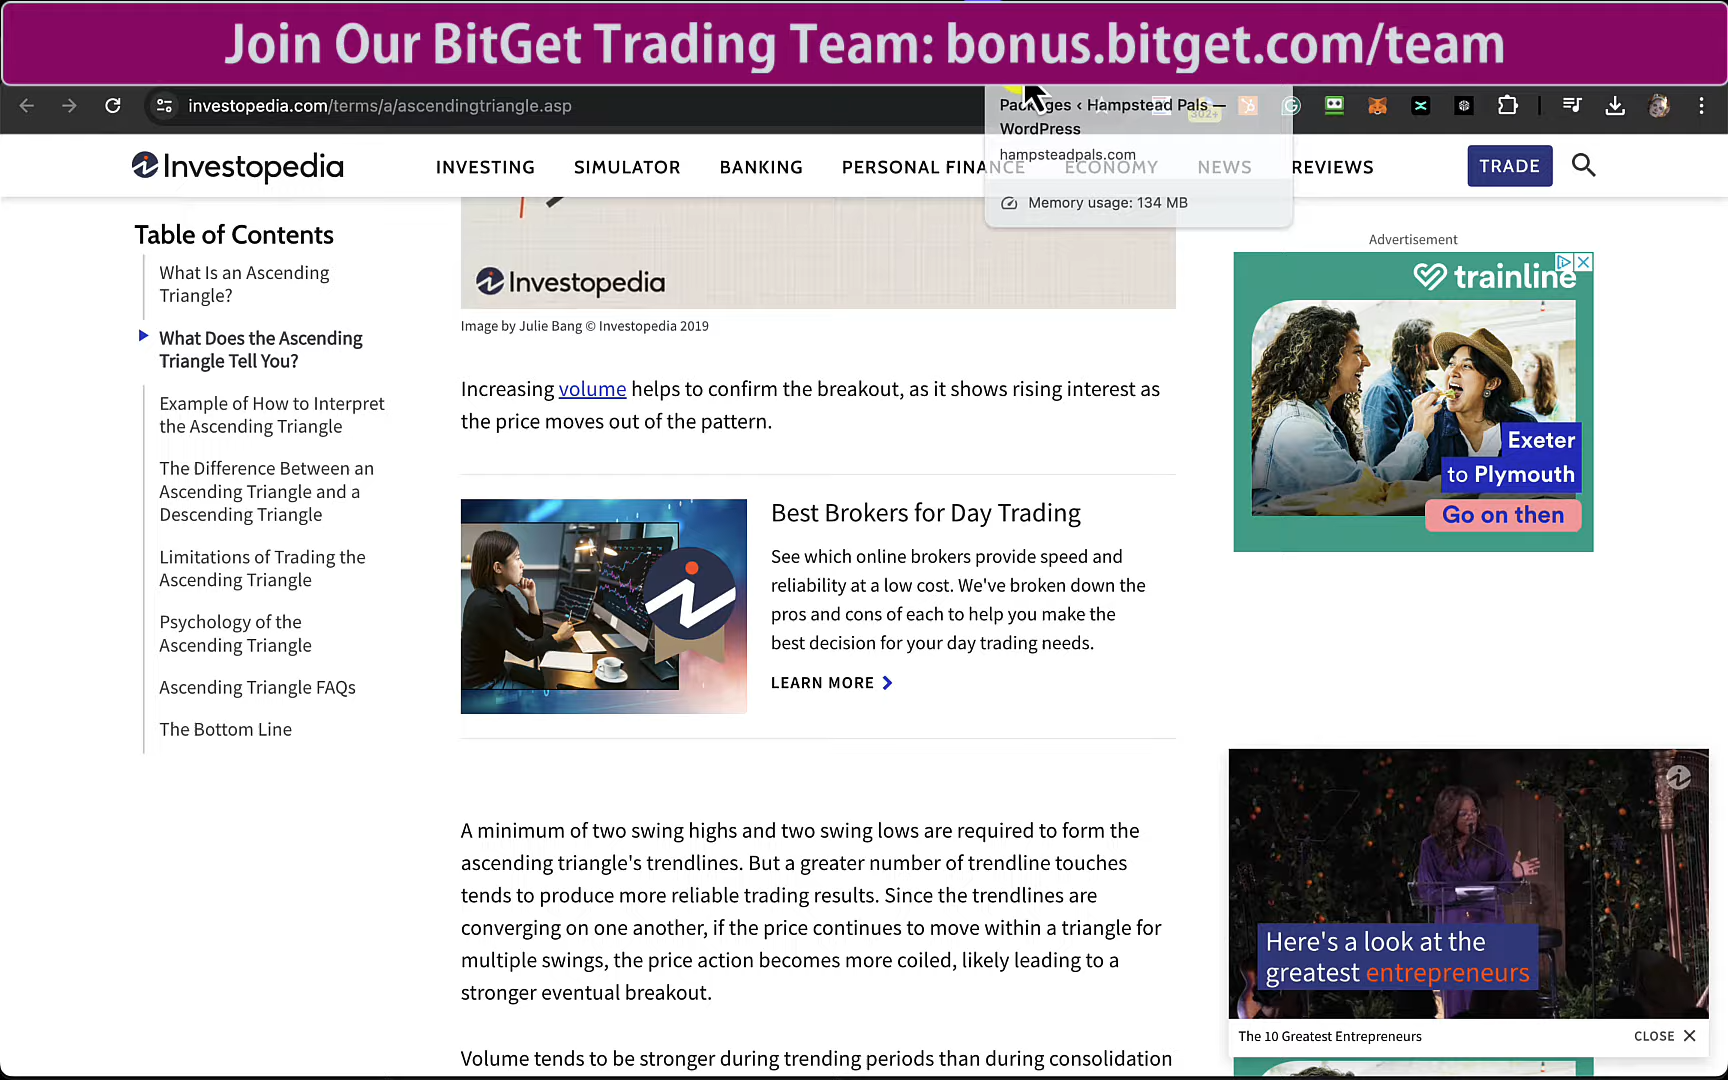 Join Our BitGet Trading Team: bonus.bitget.com/team
investopedia.com/terms/a/ascendingtriangle.asp
Packages ‹ Hampstead Pals —
WordPress
hampsteadpals.com
Memory usage: 134 MB
302+
Investopedia
INVESTING
SIMULATOR
BANKING
PERSONAL FINANCE
ECONOMY
NEWS
REVIEWS
TRADE
Table of Contents
What Is an Ascending
Triangle?
What Does the Ascending
Triangle Tell You?
Example of How to Interpret
the Ascending Triangle
The Difference Between an
Ascending Triangle and a
Descending Triangle
Limitations of Trading the
Ascending Triangle
Psychology of the
Ascending Triangle
Ascending Triangle FAQs
The Bottom Line
Investopedia
Image by Julie Bang © Investopedia 2019
Increasing volume helps to confirm the breakout, as it shows rising interest as
the price moves out of the pattern.
Best Brokers for Day Trading
See which online brokers provide speed and
reliability at a low cost. We've broken down the
pros and cons of each to help you make the
best decision for your day trading needs.
LEARN MORE
A minimum of two swing highs and two swing lows are required to form the
ascending triangle's trendlines. But a greater number of trendline touches
tends to produce more reliable trading results. Since the trendlines are
converging on one another, if the price continues to move within a triangle for
multiple swings, the price action becomes more coiled, likely leading to a
stronger eventual breakout.
Volume tends to be stronger during trending periods than during consolidation
Advertisement
trainline
Exeter
to Plymouth
Go on then
Here's a look at the
greatest entrepreneurs
The 10 Greatest Entrepreneurs
CLOSE